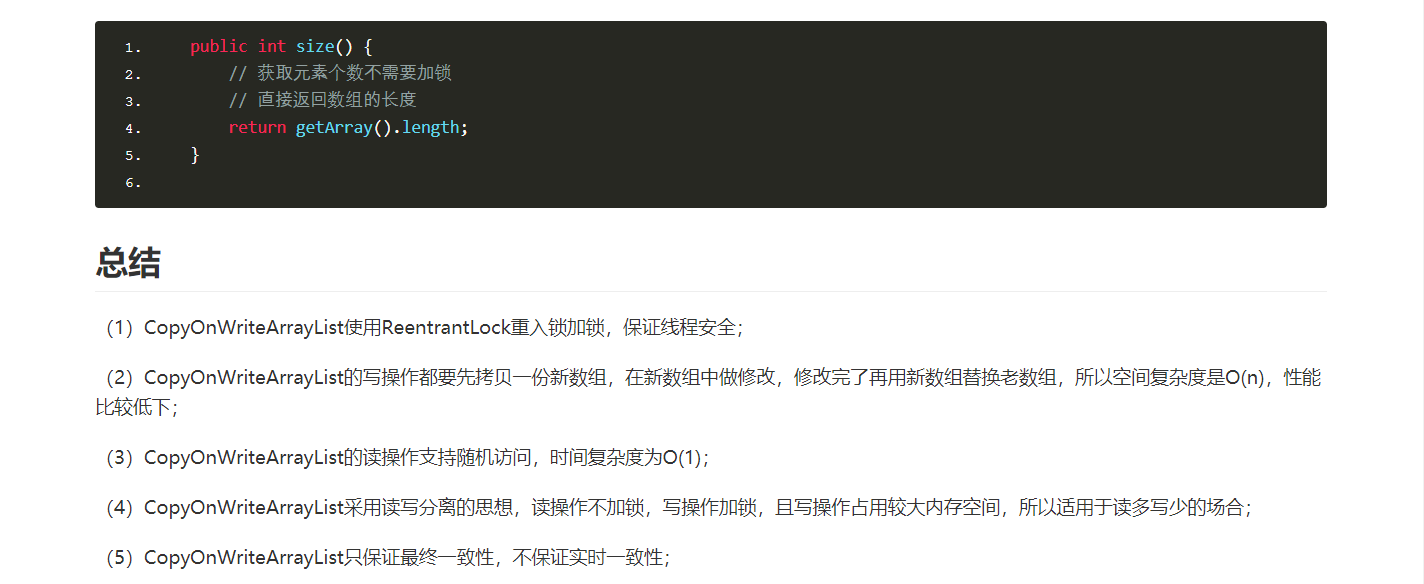 1. public int size() {
2. // 获取元素个数不需要加锁
3. // 直接返回数组的长度
4. return getArray().length;
5. }
6.
总结
（1）CopyOnWriteArrayList使用ReentrantLock重入锁加锁，保证线程安全；
（2）CopyOnWriteArrayList的写操作都要先拷贝一份新数组，在新数组中做修改，修改完了再用新数组替换老数组，所以空间复杂度是O(n)，性能
比较低下；
（3）CopyOnWriteArrayList的读操作支持随机访问，时间复杂度为O(1)；
（4）CopyOnWriteArrayList采用读写分离的思想，读操作不加锁，写操作加锁，且写操作占用较大内存空间，所以适用于读多写少的场合；
（5）CopyOnWriteArrayList只保证最终一致性，不保证实时一致性；